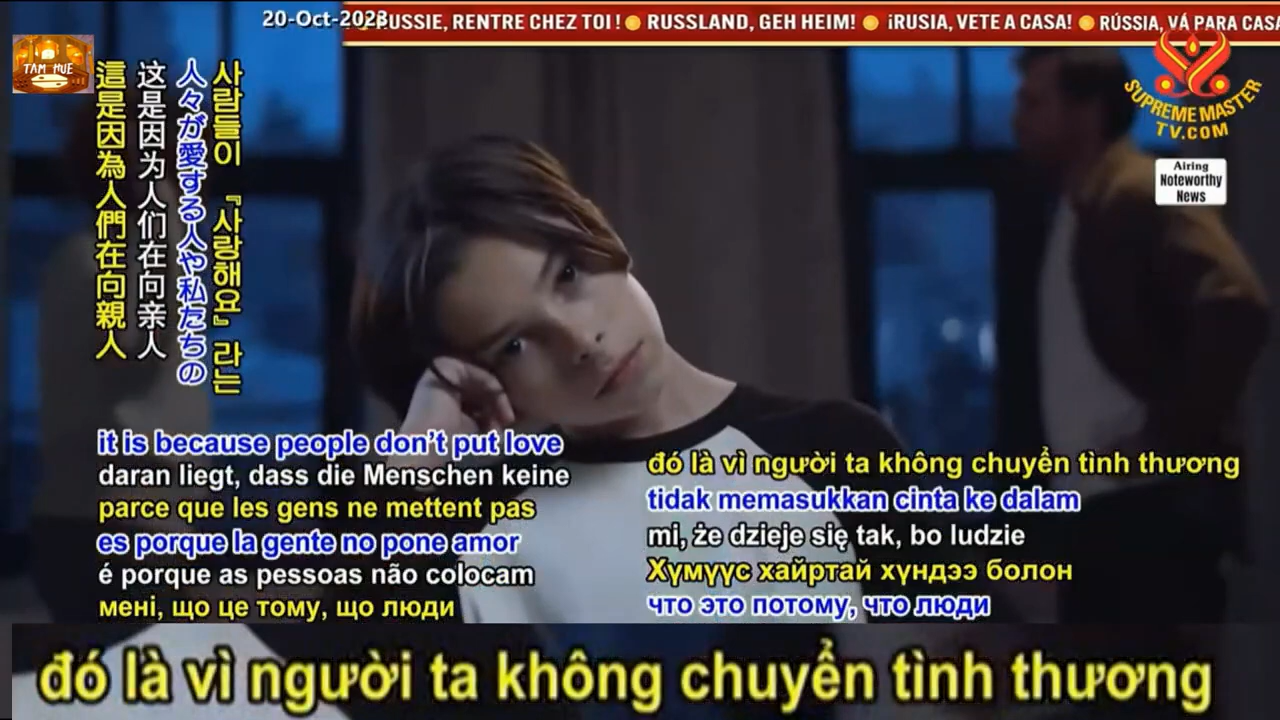 20-Oct-2023
RUSSIE, RENTRE CHEZ TOI ! RUSSLAND, GEH HEIM! ¡RUSIA, VETE A CASA! RÚSSIA, VÁ PARA CASA
TAM HUE
SUPREME MASTER
TV.COM
Airing
Noteworthy
News
사람들이 『사랑해요』라는
人々が愛する人や私たちの
这是因为人们在向亲人
這是因為人們在向親人
it is because people don't put love
daran liegt, dass die Menschen keine
parce que les gens ne mettent pas
es porque la gente no pone amor
é porque as pessoas não colocam
мені, що це тому, що люди
đó là vì người ta không chuyển tình thương
tidak memasukkan cinta ke dalam
mi, że dzieje się tak, bo ludzie
Хүмүүс хайртай хүндээ болон
что это потому, что люди
đó là vì người ta không chuyển tình thương